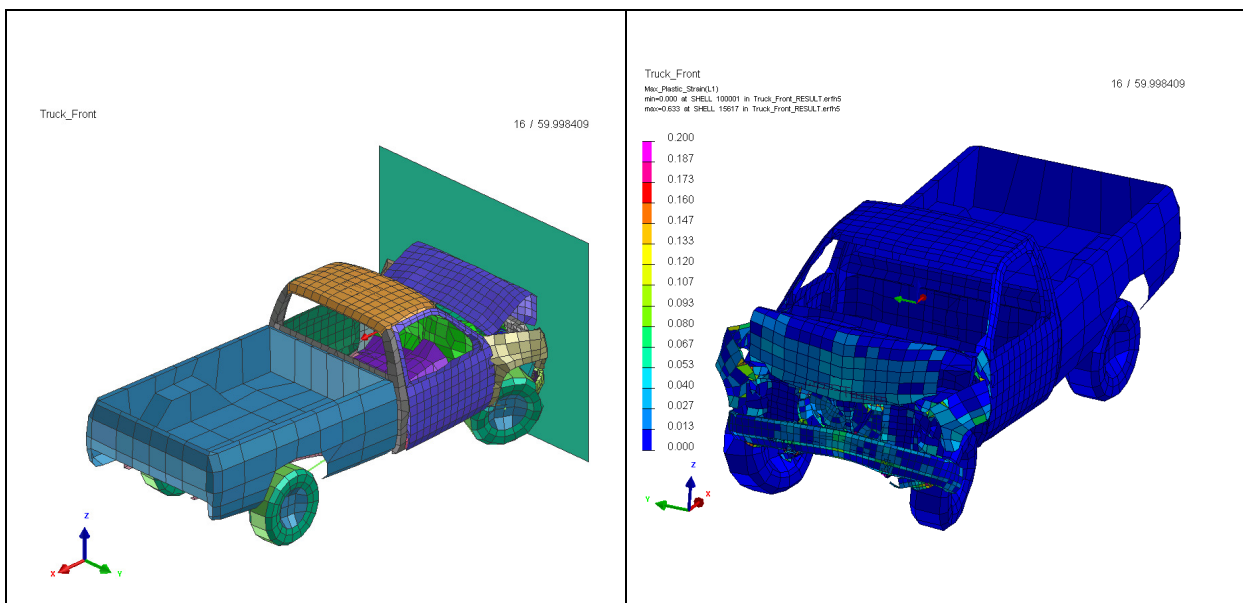 Truck_Front
16 / 59.998409
Z
X
Y
Truck_Front
Max_Plastic_Strain(L1)
min=0.000 at SHELL 100001 in Truck_Front_RESULT.erfh5
max=0.633 at SHELL 15617 in Truck_Front_RESULT.erfh5
16 / 59.998409
0.200
0.187
0.173
0.160
0.147
0.133
0.120
0.107
0.093
0.080
0.067
0.053
0.040
0.027
0.013
0.000
Z
X
Y